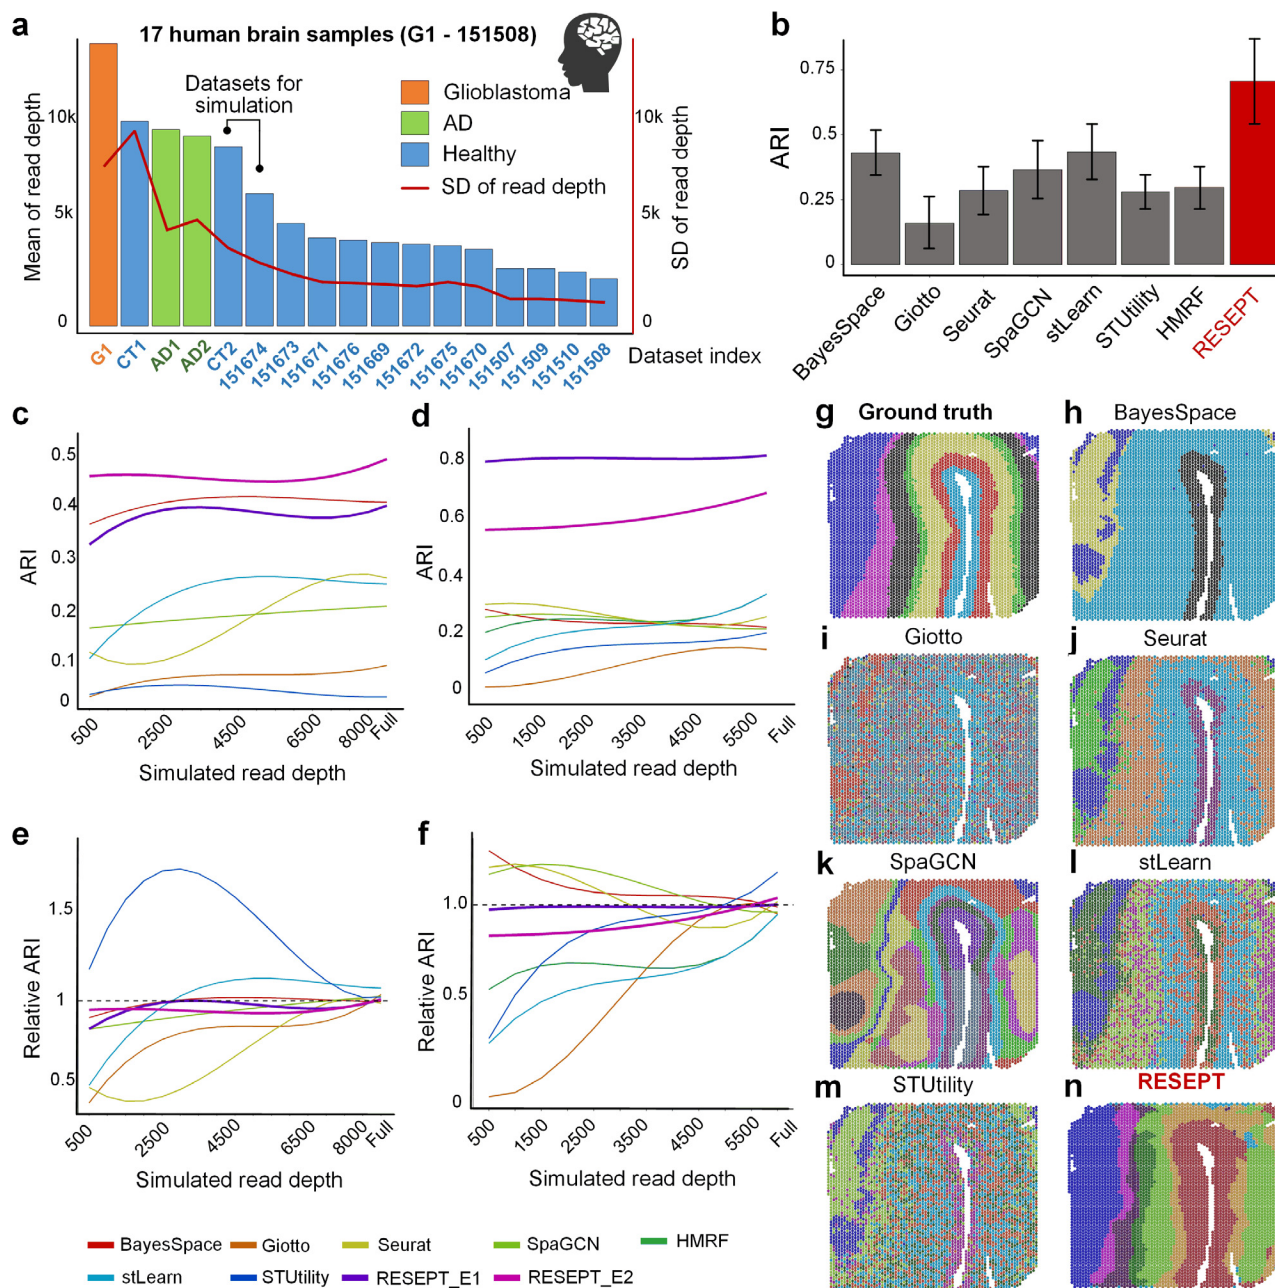 a
17 human brain samples (G1 - 151508)
Mean of read depth
10k
5k
0
Datasets for
simulation
Glioblastoma
AD
Healthy
SD of read depth
10k
5k
0
SD of read depth
G1
CT1
AD1
AD2
CT2
151674
151673
151671
151676
151669
151672
151675
151670
151507
151509
151510
151508
Dataset index
b
ARI
0.75
0.5
0.25
0
BayesSpace
Giotto
Seurat
SpaGCN
stLearn
STUtility
HMRF
RESEPT
c
ARI
0.5
0.4
0.3
0.2
0.1
0
500
2500
4500
6500
8000
Full
Simulated read depth
d
ARI
0.8
0.6
0.4
0.2
0
500
1500
3500
4500
5500
Full
Simulated read depth
e
Relative ARI
1.5
1
0.5
500
2500
4500
6500
8000
Full
Simulated read depth
f
Relative ARI
1.0
0.5
0
500
1500
3500
4500
5500
Full
Simulated read depth
BayesSpace
Giotto
Seurat
SpaGCN
HMRF
stLearn
STUtility
RESEPT_E1
RESEPT_E2
g
Ground truth
h
BayesSpace
i
Giotto
j
Seurat
k
SpaGCN
l
stLearn
m
STUtility
n
RESEPT